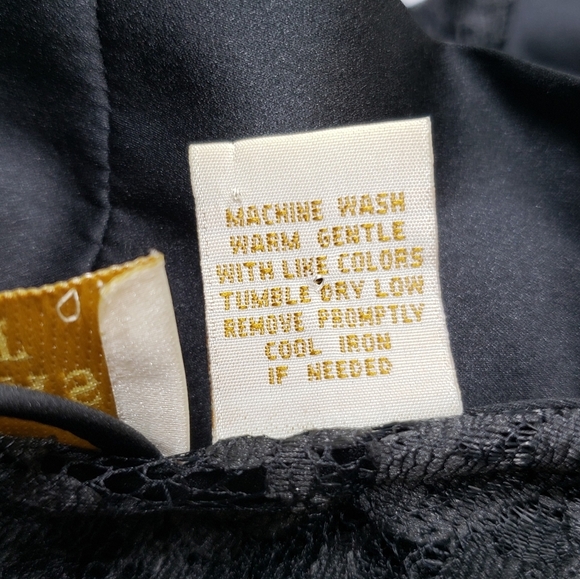 MACHINE WASH
WARM GENTLE
WITH LIKE COLORS
TUMBLE DRY LOW
REMOVE PROMPTLY
COOL IRON
IF NEEDED